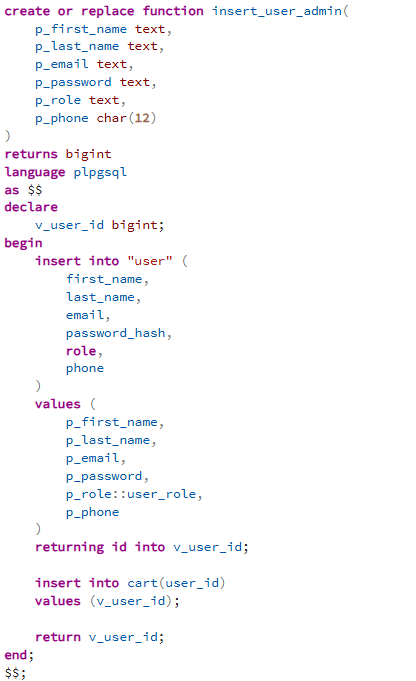 create or replace function insert_user_admin(
    p_first_name text,
    p_last_name text,
    p_email text,
    p_password text,
    p_role text,
    p_phone char(12)
)
returns bigint
language plpgsql
as $$
declare
    v_user_id bigint;
begin
    insert into "user" (
        first_name,
        last_name,
        email,
        password_hash,
        role,
        phone
    )
    values (
        p_first_name,
        p_last_name,
        p_email,
        p_password,
        p_role::user_role,
        p_phone
    )
    returning id into v_user_id;

    insert into cart(user_id)
    values (v_user_id);

    return v_user_id;
end;
$$;